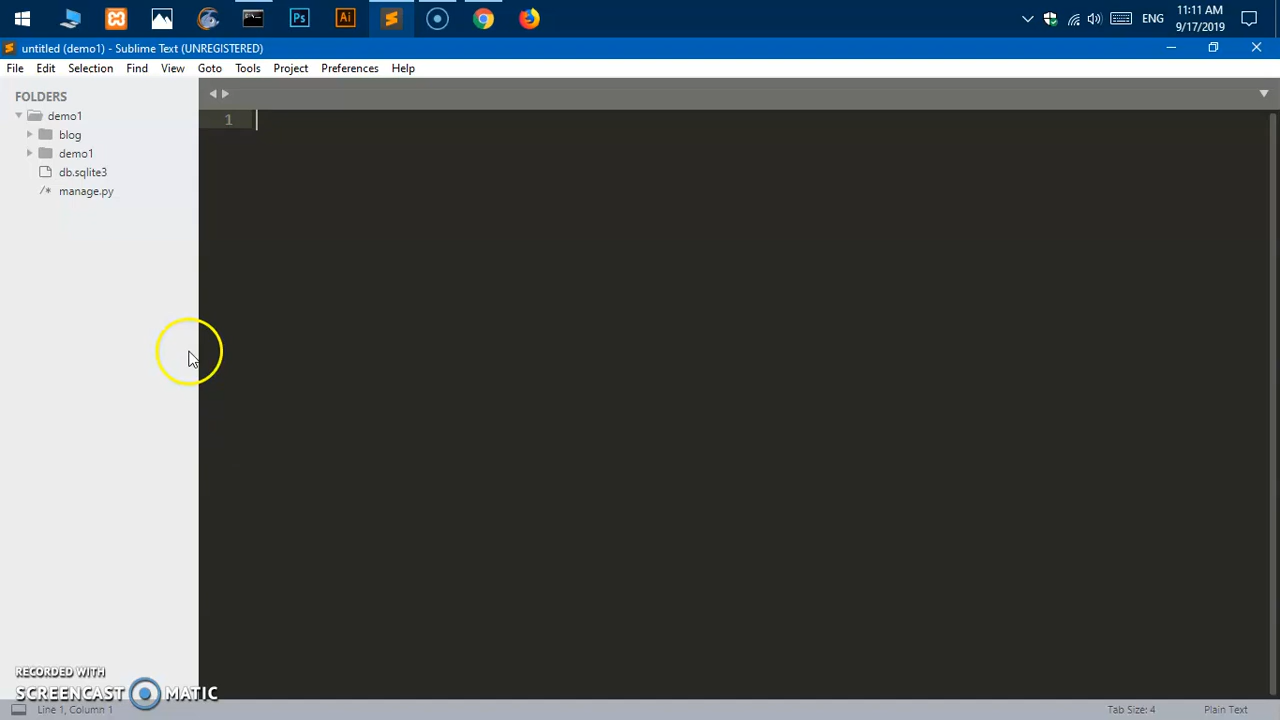 Ps
Ai
ENG
11:11 AM
9/17/2019
untitled (demo1) - Sublime Text (UNREGISTERED)
File Edit Selection Find View Goto Tools Project Preferences Help
FOLDERS
demo1
1
blog
demo1
db.sqlite3
/* manage.py
RECORDED WITH
SCREENCAST MATIC
Line 1, Column 1
Tab Size: 4
Plain Text